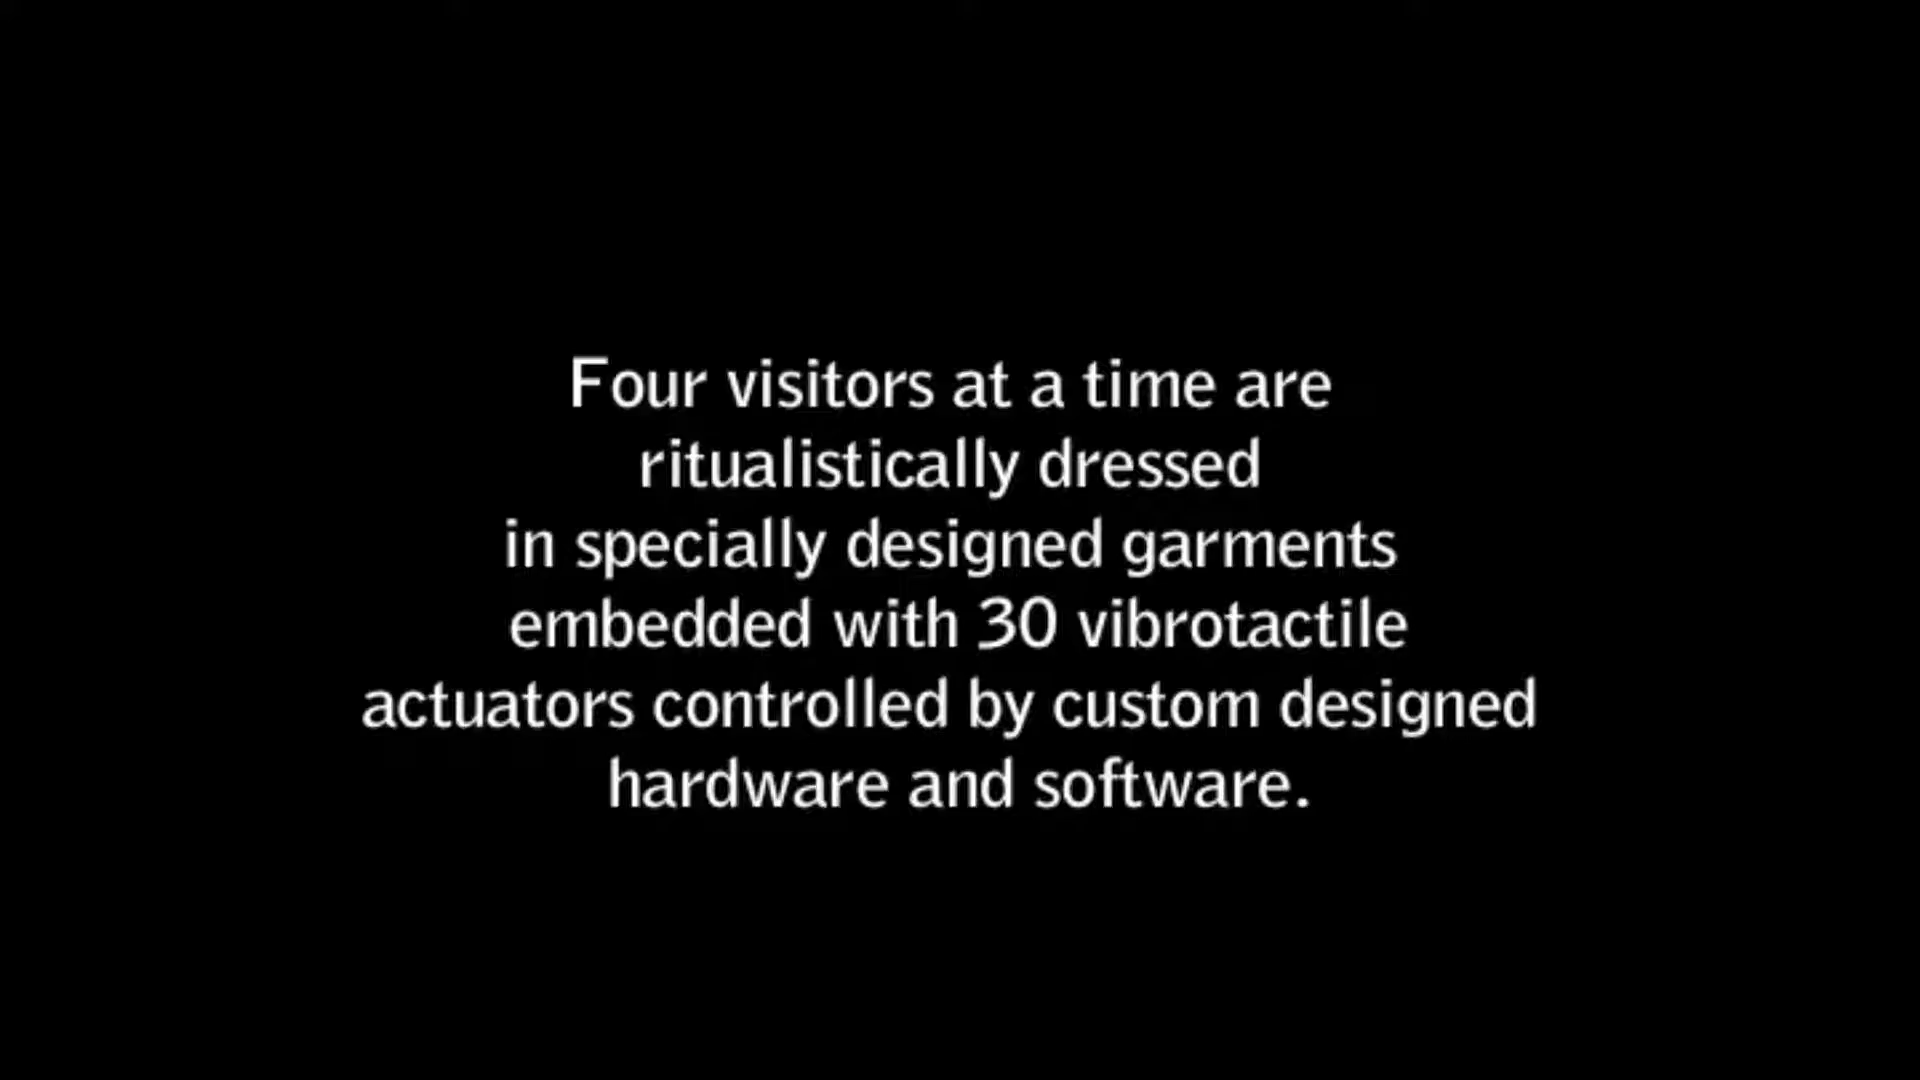 Four visitors at a time are
ritualistically dressed
in specially designed garments
embedded with 30 vibrotactile
actuators controlled by custom designed
hardware and software.